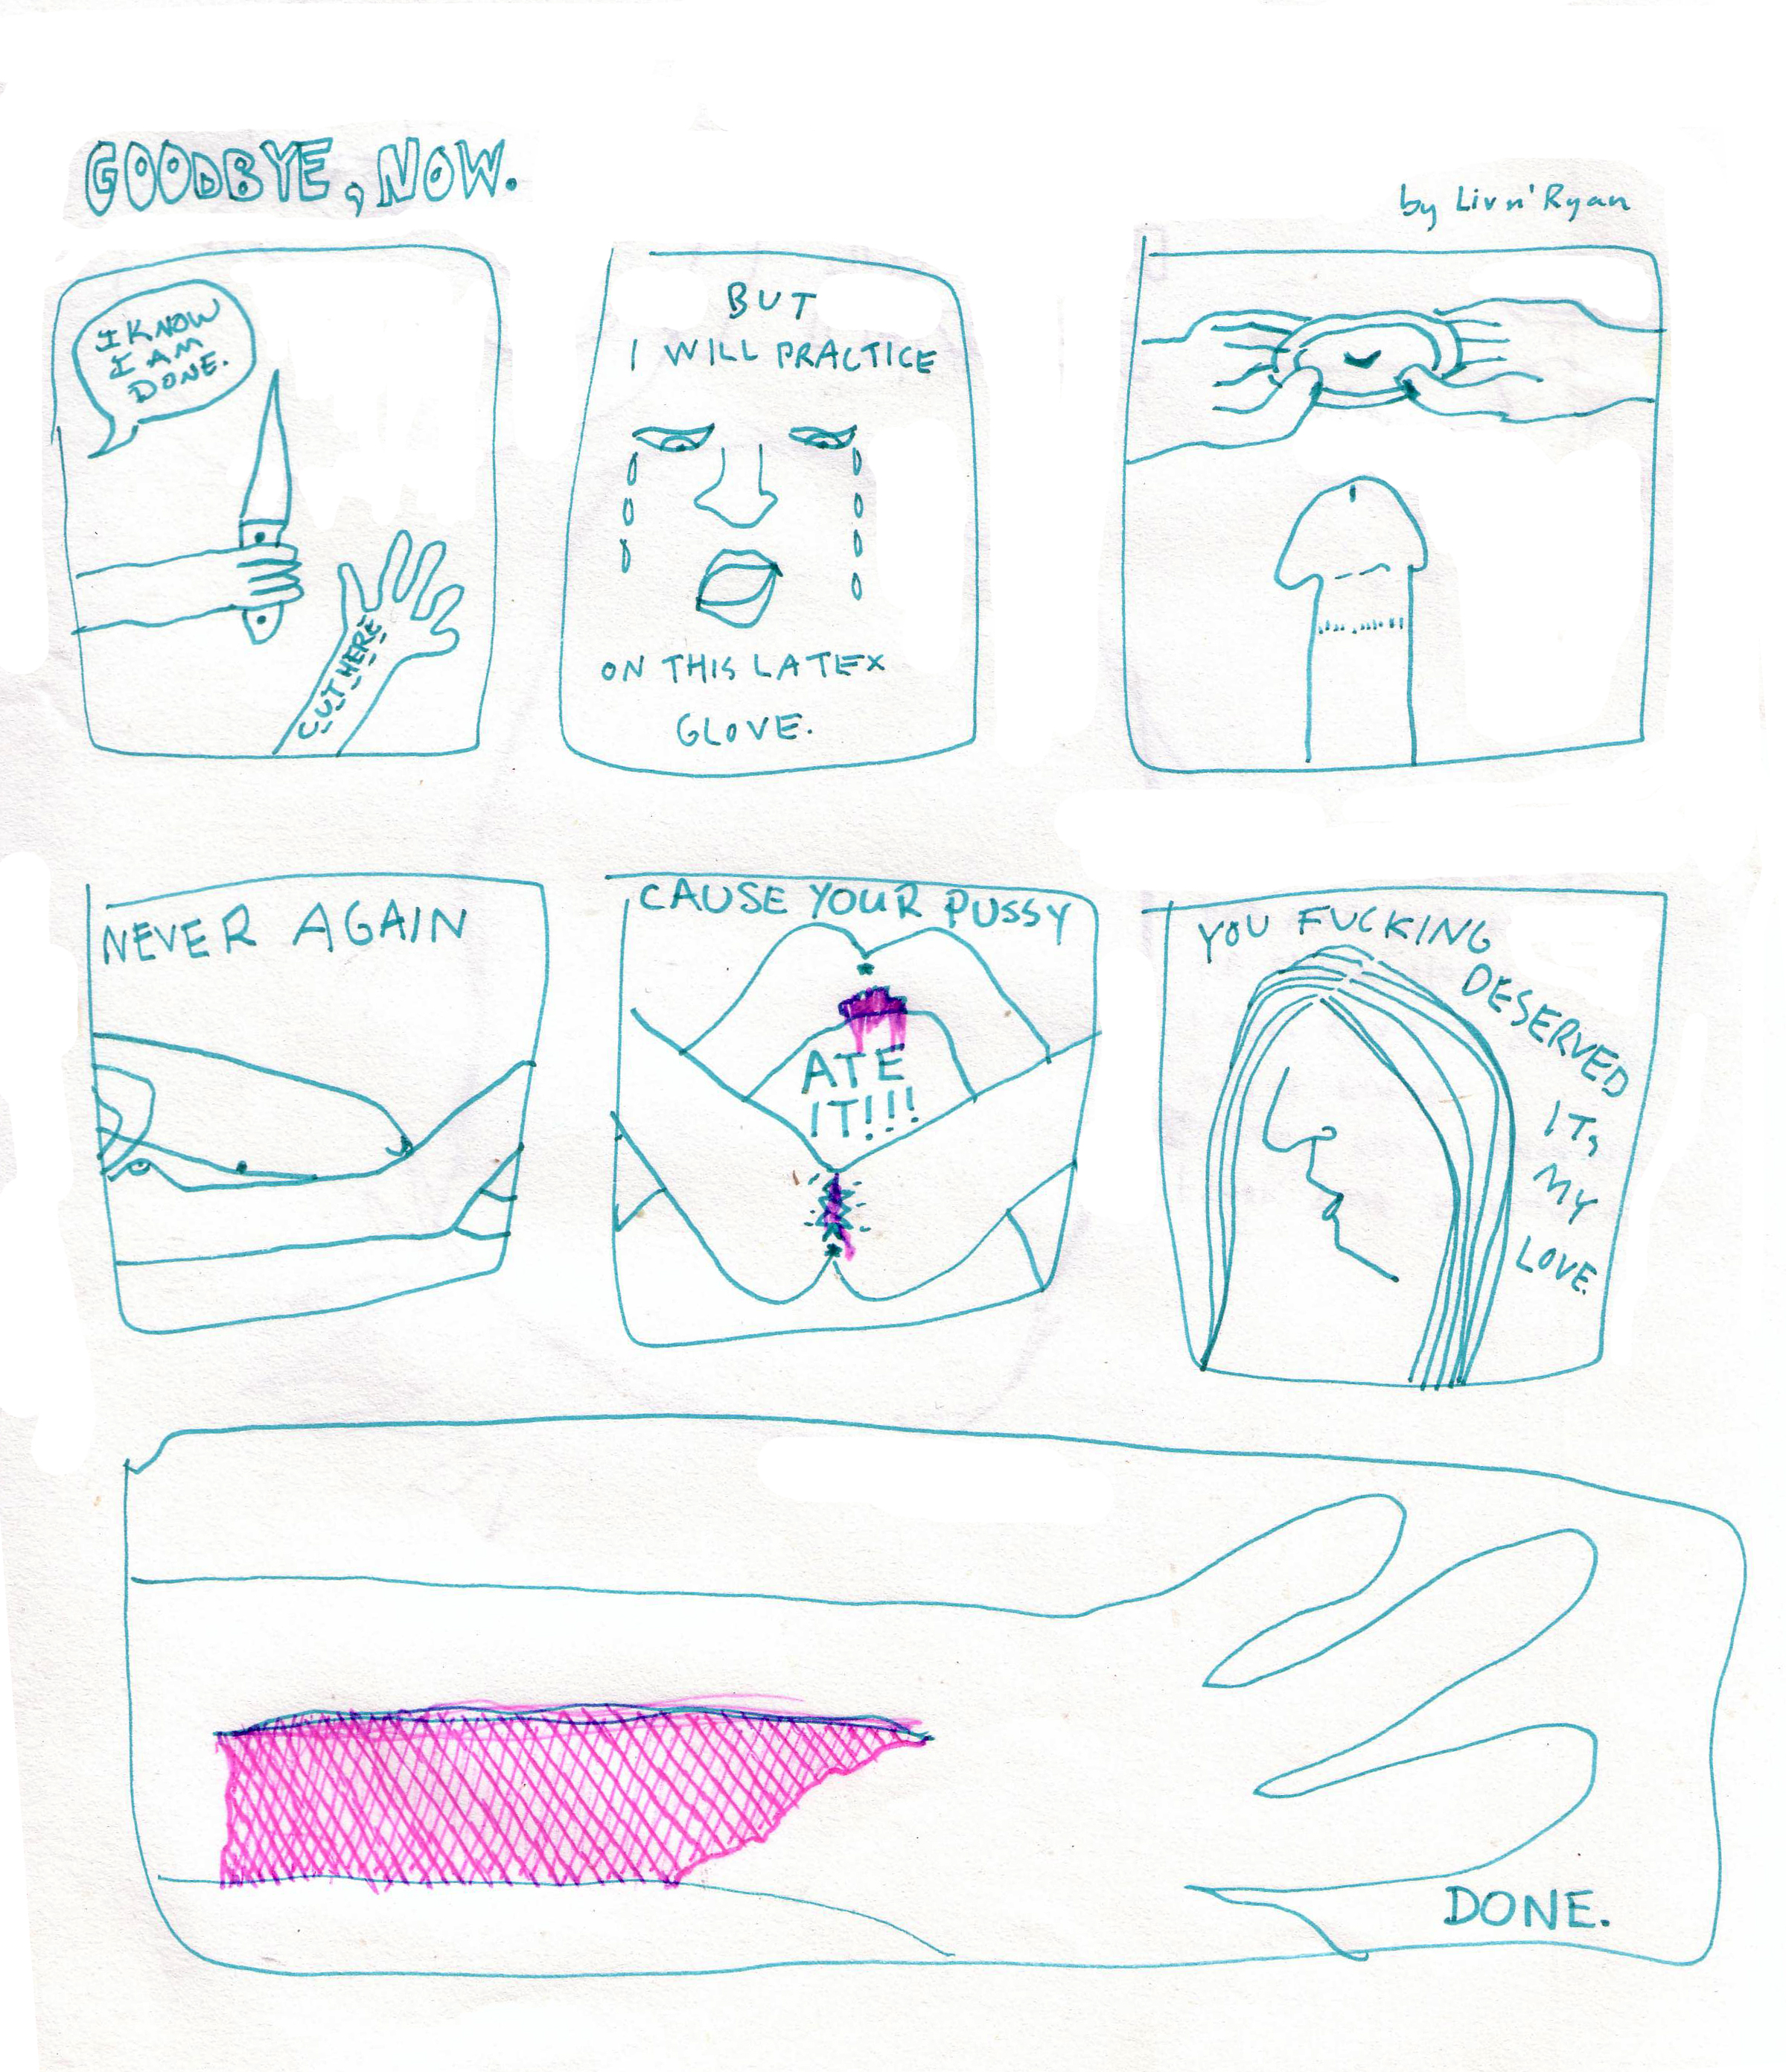 GOODBYE, NOW.
by Liv n' Ryan
I KNOW
I AM
DONE.
CUT HERE
BUT
I WILL PRACTICE
ON THIS LATEX
GLOVE.
NEVER AGAIN
CAUSE YOUR PUSSY
ATE
IT!!!
YOU FUCKING
DESERVED
IT,
MY
LOVE.
DONE.